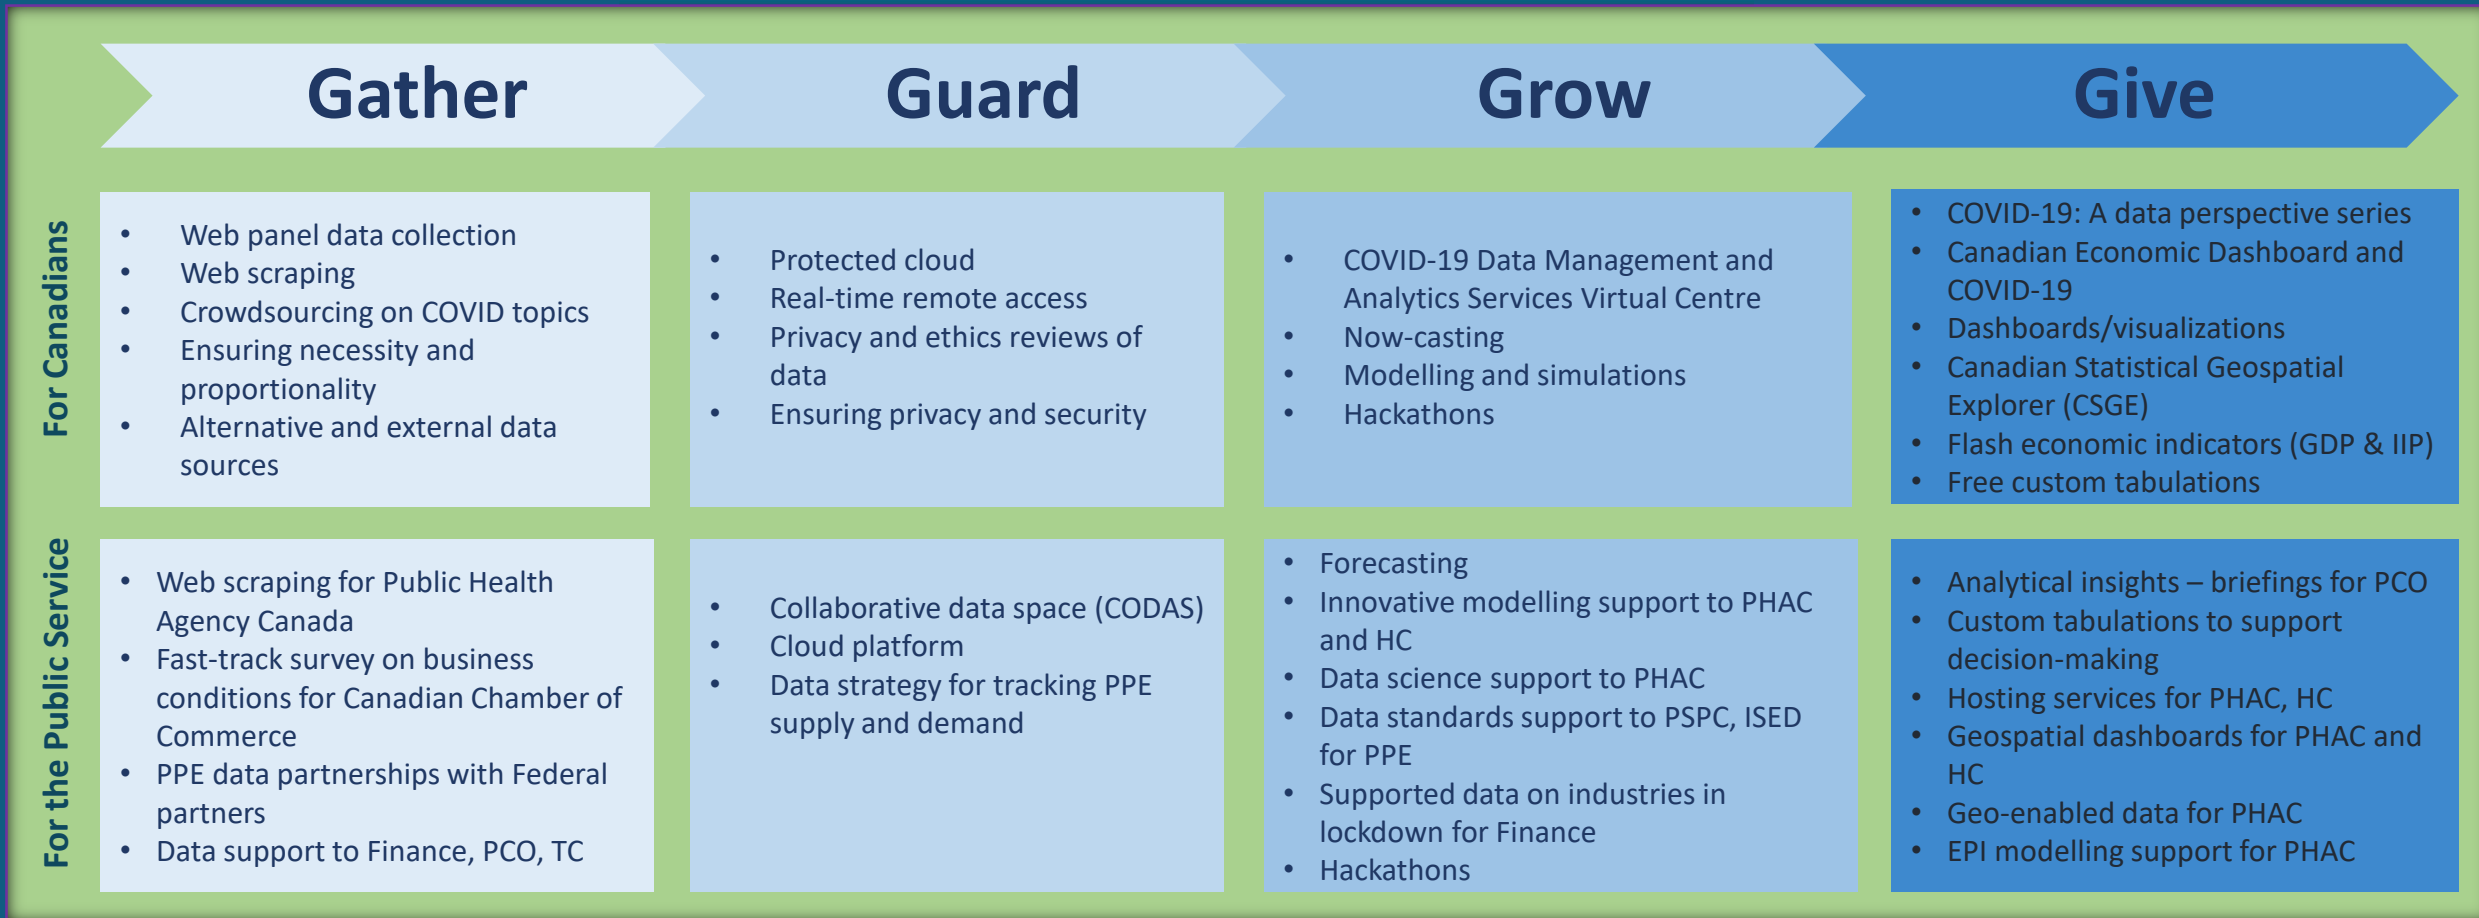 Gather
Guard
Grow
Give
For Canadians
• Web panel data collection
• Web scraping
• Crowdsourcing on COVID topics
• Ensuring necessity and
proportionality
• Alternative and external data
sources
• Protected cloud
• Real-time remote access
• Privacy and ethics reviews of
data
• Ensuring privacy and security
• COVID-19 Data Management and
Analytics Services Virtual Centre
• Now-casting
• Modelling and simulations
• Hackathons
• COVID-19: A data perspective series
• Canadian Economic Dashboard and
COVID-19
• Dashboards/visualizations
• Canadian Statistical Geospatial
Explorer (CSGE)
• Flash economic indicators (GDP & IIP)
• Free custom tabulations
For the Public Service
• Web scraping for Public Health
Agency Canada
• Fast-track survey on business
conditions for Canadian Chamber of
Commerce
• PPE data partnerships with Federal
partners
• Data support to Finance, PCO, TC
• Collaborative data space (CODAS)
• Cloud platform
• Data strategy for tracking PPE
supply and demand
• Forecasting
• Innovative modelling support to PHAC
and HC
• Data science support to PHAC
• Data standards support to PSPC, ISED
for PPE
• Supported data on industries in
lockdown for Finance
• Hackathons
• Analytical insights – briefings for PCO
• Custom tabulations to support
decision-making
• Hosting services for PHAC, HC
• Geospatial dashboards for PHAC and
HC
• Geo-enabled data for PHAC
• EPI modelling support for PHAC